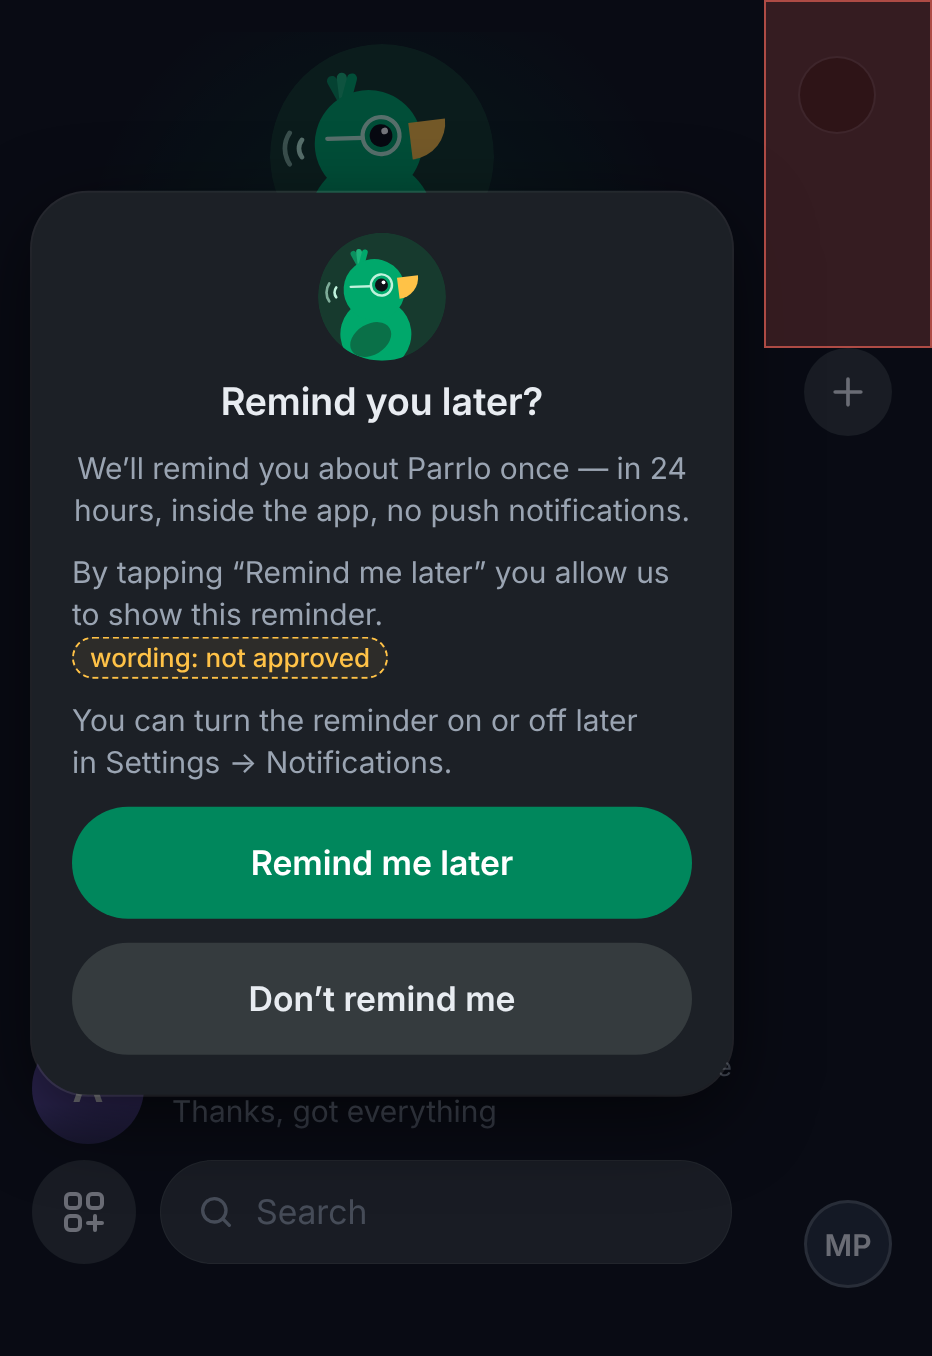 Remind you later?
We’ll remind you about Parrlo once — in 24
hours, inside the app, no push notifications.
By tapping “Remind me later” you allow us
to show this reminder.
wording: not approved
You can turn the reminder on or off later
in Settings → Notifications.
Remind me later
Don’t remind me
Thanks, got everything
Search
MP